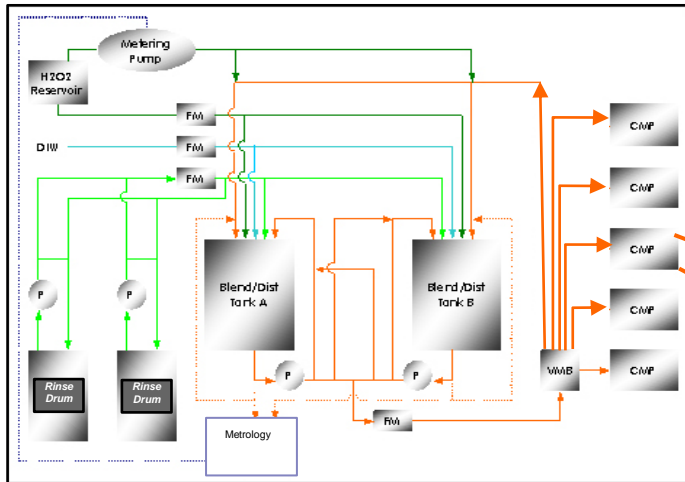 Metering
Pump
H2O2
Reservoir
CMP
FM
DIW
FM
CMP
FM
CMP
Blend/Dist
Tank A
Blend/Dist
Tank B
P
P
CMP
Rinse
Drum
Rinse
Drum
P
P
VMB
CMP
FM
Metrology